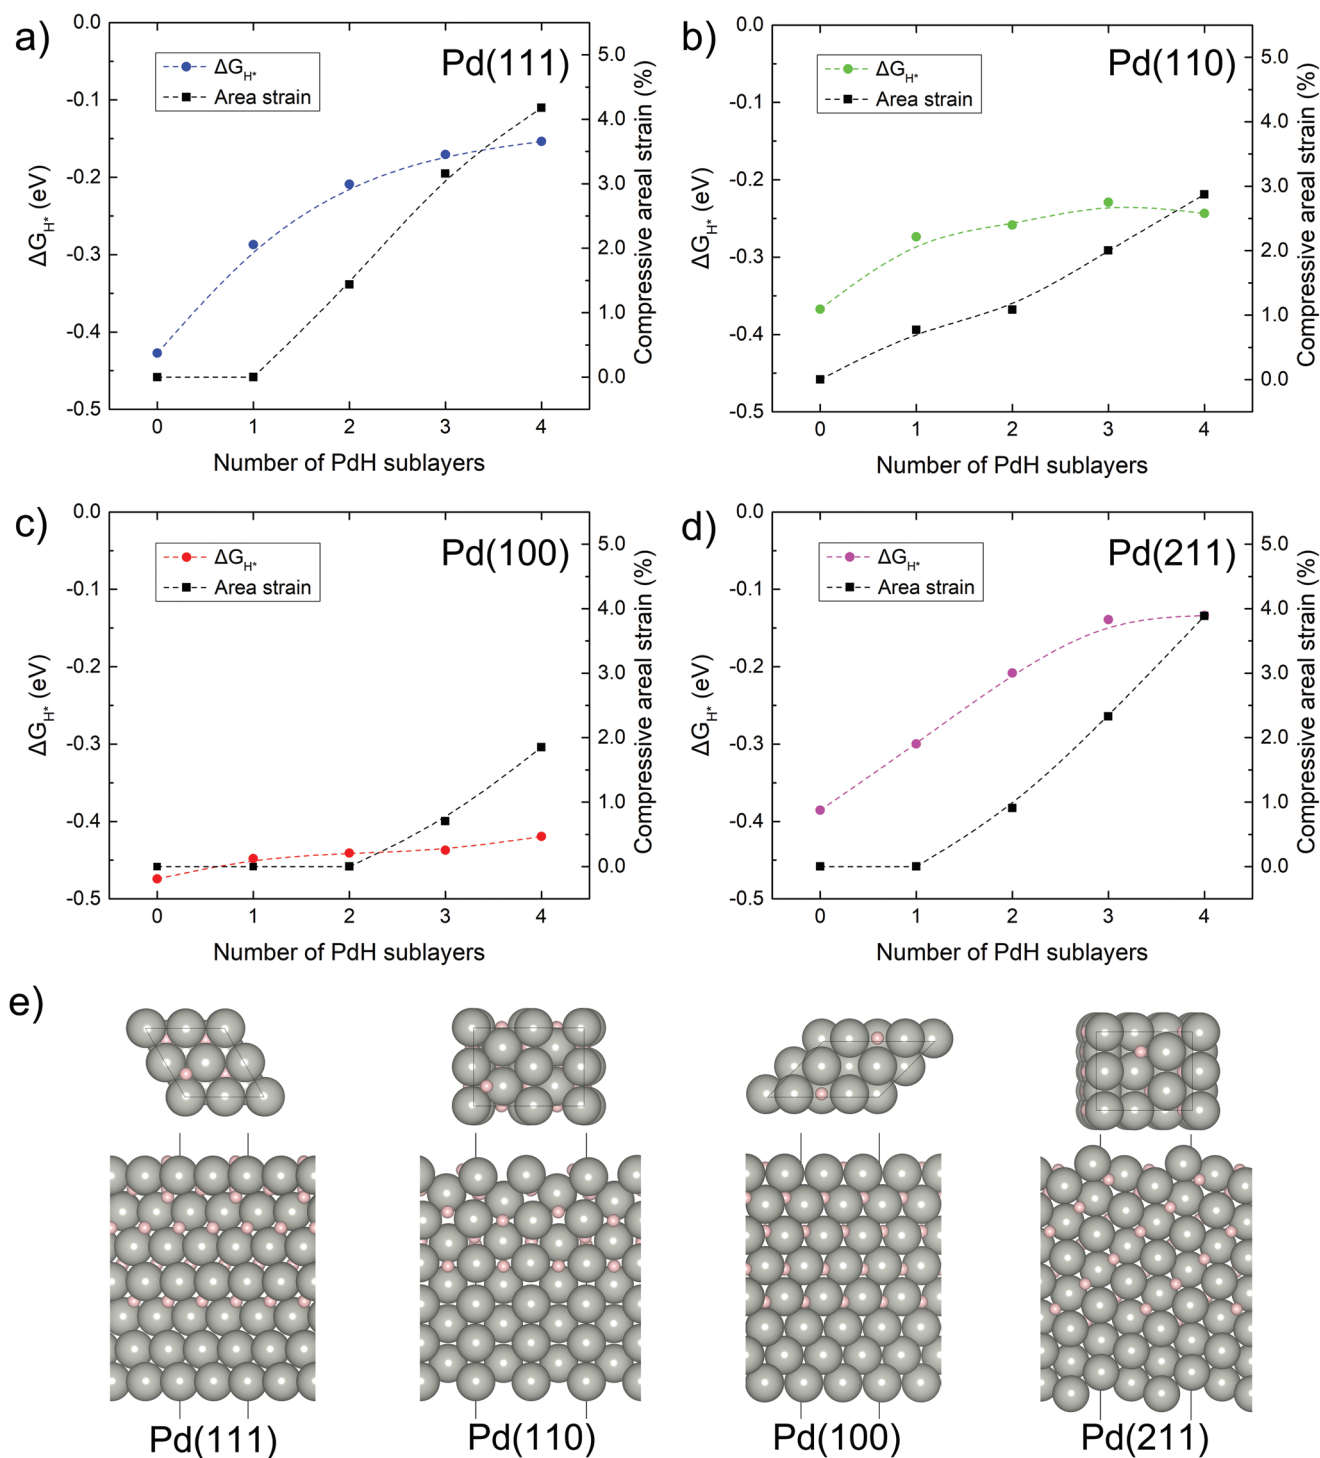 a)
Pd(111)
ΔG_H*
Area strain
0.0
-0.1
-0.2
-0.3
-0.4
-0.5
ΔG_H* (eV)
5.0
4.0
3.0
2.0
1.0
0.0
Compressive areal strain (%)
0 1 2 3 4
Number of PdH sublayers
b)
Pd(110)
ΔG_H*
Area strain
0.0
-0.1
-0.2
-0.3
-0.4
-0.5
ΔG_H* (eV)
5.0
4.0
3.0
2.0
1.0
0.0
Compressive areal strain (%)
0 1 2 3 4
Number of PdH sublayers
c)
Pd(100)
ΔG_H*
Area strain
0.0
-0.1
-0.2
-0.3
-0.4
-0.5
ΔG_H* (eV)
5.0
4.0
3.0
2.0
1.0
0.0
Compressive areal strain (%)
0 1 2 3 4
Number of PdH sublayers
d)
Pd(211)
ΔG_H*
Area strain
0.0
-0.1
-0.2
-0.3
-0.4
-0.5
ΔG_H* (eV)
5.0
4.0
3.0
2.0
1.0
0.0
Compressive areal strain (%)
0 1 2 3 4
Number of PdH sublayers
e)
Pd(111)
Pd(110)
Pd(100)
Pd(211)